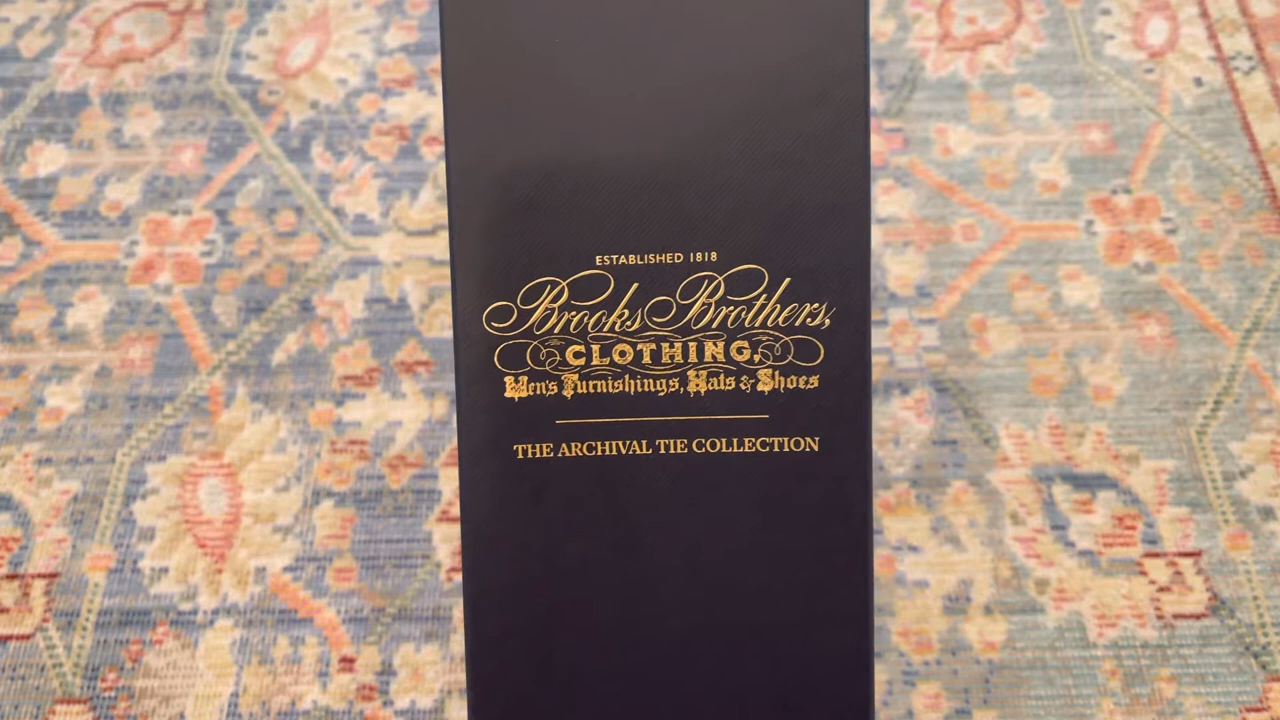 ESTABLISHED 1818
Brooks Brothers,
CLOTHING,
Men's Furnishings, Hats & Shoes
THE ARCHIVAL TIE COLLECTION